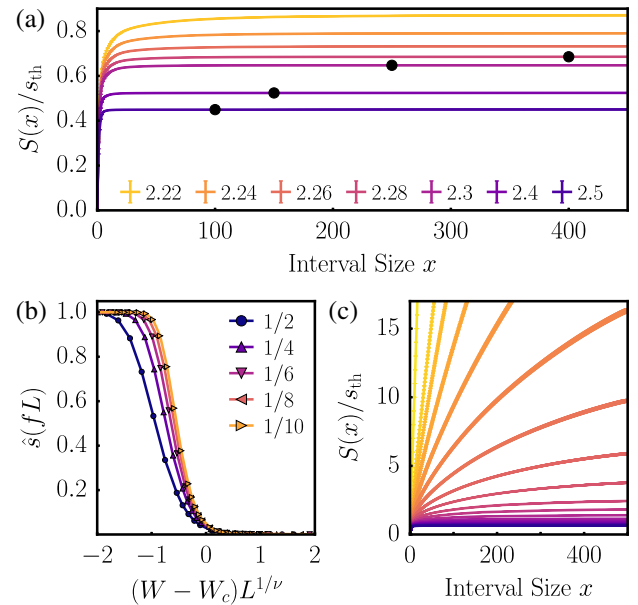 (a)
S(x)/s_th
0.8
0.6
0.4
0.2
0.0
2.22 2.24 2.26 2.28 2.3 2.4 2.5
0 100 200 300 400
Interval Size x
(b)
ŝ(fL)
1.0
0.8
0.6
0.4
0.2
1/2
1/4
1/6
1/8
1/10
−2 −1 0 1 2
(W − W_c)L^{1/ν}
(c)
S(x)/s_th
15
10
5
0
0 200 400
Interval Size x